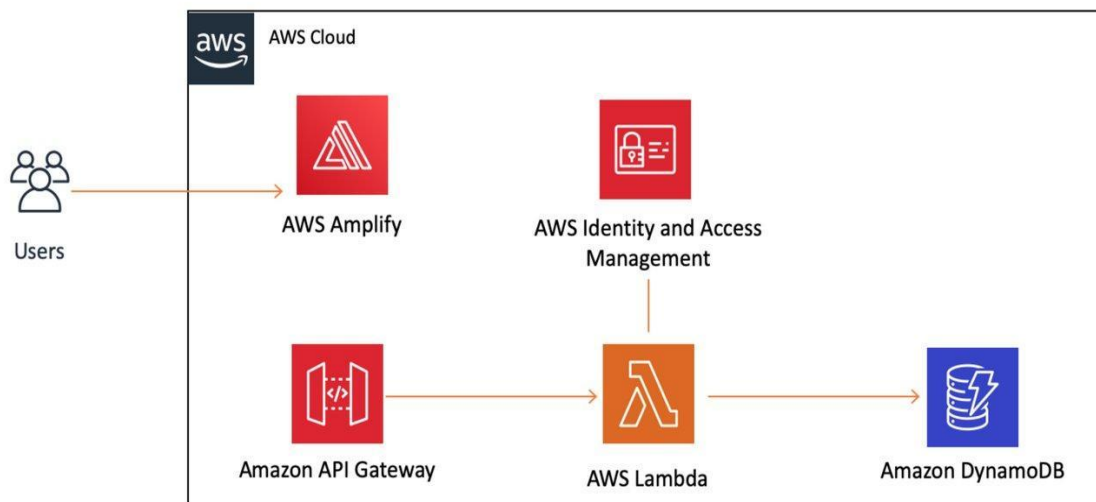 aws
AWS Cloud
Users
AWS Amplify
AWS Identity and Access
Management
</>
Amazon API Gateway
AWS Lambda
Amazon DynamoDB